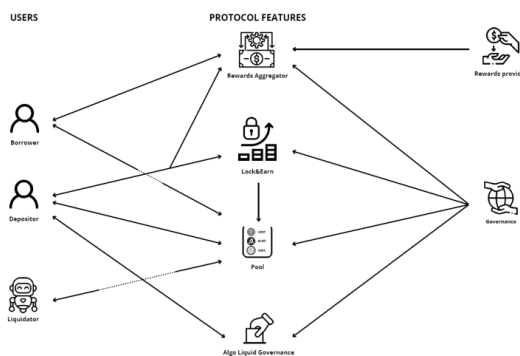 USERS
PROTOCOL FEATURES
Rewards Aggregator
Rewards provid
Borrower
Lock&Earn
Depositor
Governance
Pool
Liquidator
Algo Liquid Governance